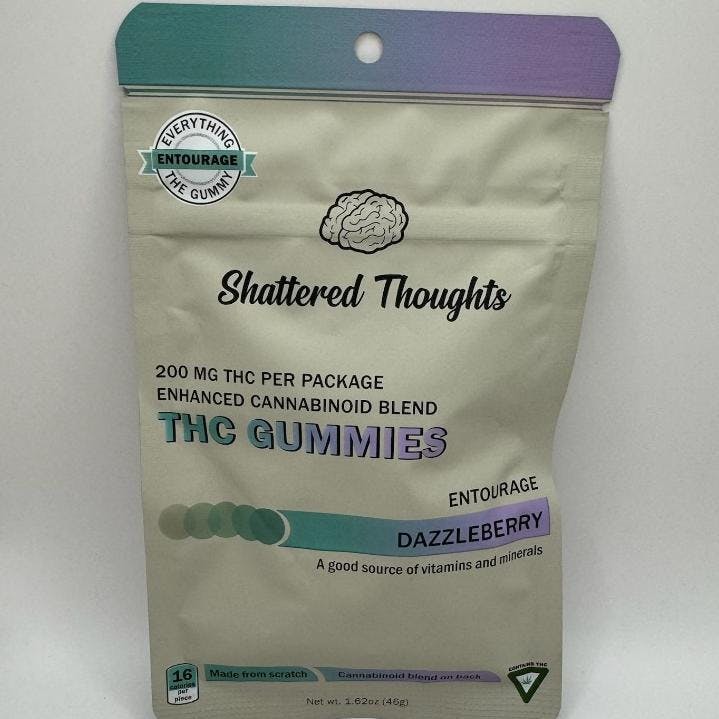 EVERYTHING
ENTOURAGE
THE GUMMY
Shattered Thoughts
200 MG THC PER PACKAGE
ENHANCED CANNABINOID BLEND
THC GUMMIES
ENTOURAGE
DAZZLEBERRY
A good source of vitamins and minerals
16
calories
per
piece
Made from scratch
Cannabinoid blend on back
CONTAINS THC
Net wt. 1.62oz (46g)